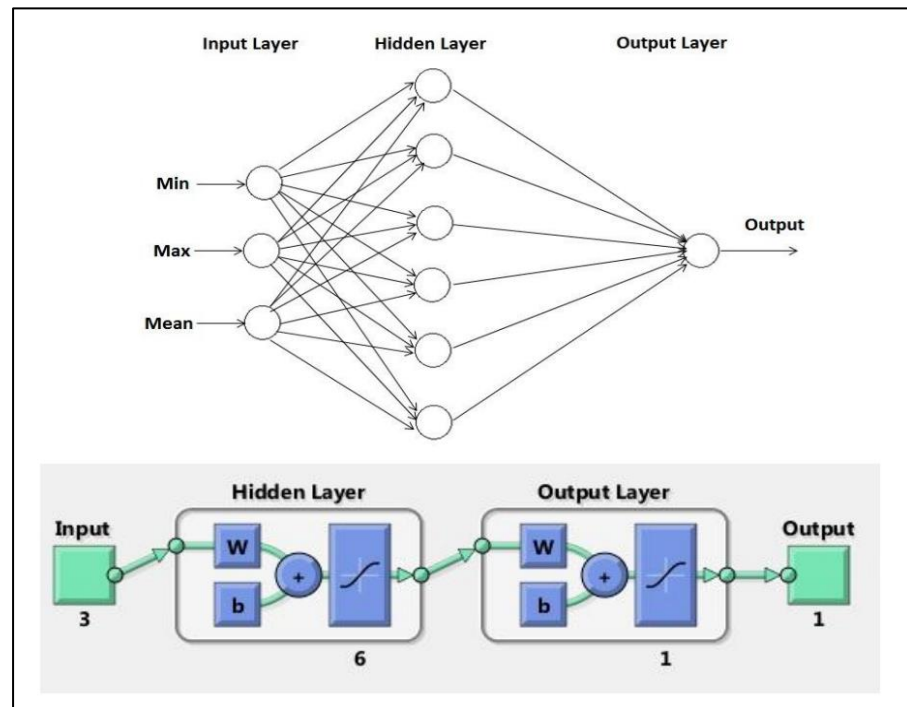 Input Layer Hidden Layer Output Layer
Min
Output
Max
Mean
Hidden Layer Output Layer
Input Output
W W
+ +
b b
3 1
6 1